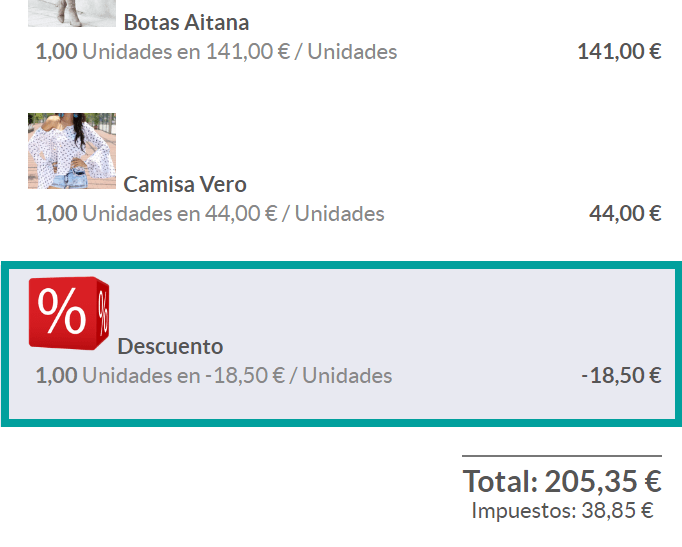 Botas Aitana
1,00 Unidades en 141,00 € / Unidades 141,00 €
Camisa Vero
1,00 Unidades en 44,00 € / Unidades 44,00 €
% %
Descuento
1,00 Unidades en -18,50 € / Unidades -18,50 €
Total: 205,35 €
Impuestos: 38,85 €